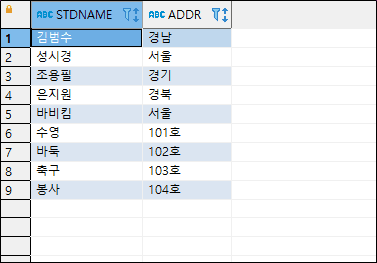 ABC STDNAME ABC ADDR
1 김범수 경남
2 성시경 서울
3 조용필 경기
4 은지원 경북
5 바비킴 서울
6 수영 101호
7 바둑 102호
8 축구 103호
9 봉사 104호